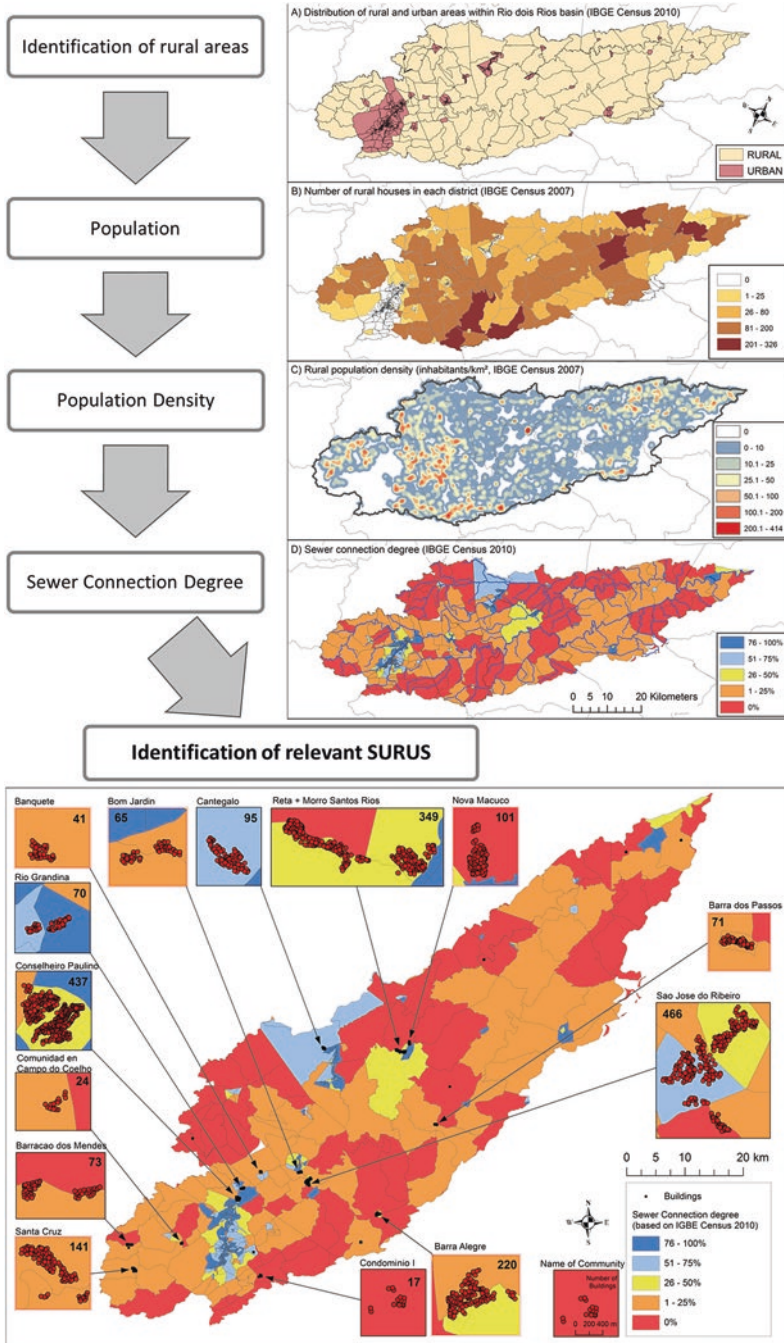 Identification of rural areas
Population
Population Density
Sewer Connection Degree
A) Distribution of rural and urban areas within Rio dois Rios basin (IBGE Census 2010)
N
W
S
E
RURAL
URBAN
B) Number of rural houses in each district (IBGE Census 2007)
0
1 - 25
26 - 80
81 - 200
201 - 326
C) Rural population density (inhabitants/km², IBGE Census 2007)
0
0 - 10
10.1 - 25
25.1 - 50
50.1 - 100
100.1 - 200
200.1 - 414
D) Sewer connection degree (IBGE Census 2010)
76 - 100%
51 - 75%
26 - 50%
1 - 25%
0%
0 5 10 20 Kilometers
Identification of relevant SURUS
Banquete
41
Bom Jardin
65
Cantegalo
95
Reta + Morro Santos Rios
349
Nova Macuco
101
Rio Grandina
70
Conselheiro Paulino
437
Comunidad en
Campo do Coelho
24
Barracao dos Mendes
73
Santa Cruz
141
Barra dos Passos
71
Sao Jose do Ribeiro
466
Condominio I
17
Barra Alegre
220
Name of Community
Number of
Buildings
0 200 400 m
N
W
E
S
0 5 10 20 km
Buildings
Sewer Connection degree
(based on IGBE Census 2010)
76 - 100%
51 - 75%
26 - 50%
1 - 25%
0%